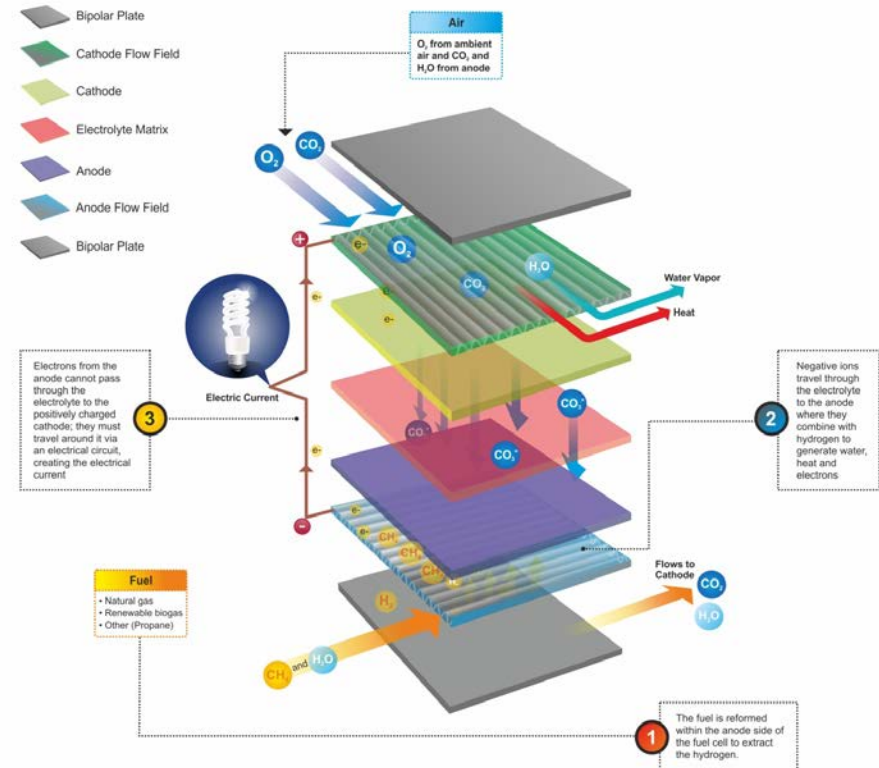 Bipolar Plate
Cathode Flow Field
Cathode
Electrolyte Matrix
Anode
Anode Flow Field
Bipolar Plate
Air
O₂ from ambient
air and CO₂ and
H₂O from anode
O₂
CO₂
+
e-
O₂
CO₂
H₂O
Water Vapor
Heat
e-
e-
e-
Electric Current
Electrons from the
anode cannot pass
through the
electrolyte to the
positively charged
cathode; they must
travel around it via
an electrical circuit,
creating the electrical
current
3
CO₃⁼
CO₃⁼
CO₃⁼
2
Negative ions
travel through the
electrolyte to the
anode where they
combine with
hydrogen to
generate water,
heat and
electrons
e-
-
e-
e-
CH₄
CH₄
CH₄
H₂
H₂
Fuel
• Natural gas
• Renewable biogas
• Other (Propane)
CH₄ and H₂O
Flows to
Cathode
CO₂
H₂O
1
The fuel is reformed
within the anode side of
the fuel cell to extract
the hydrogen.